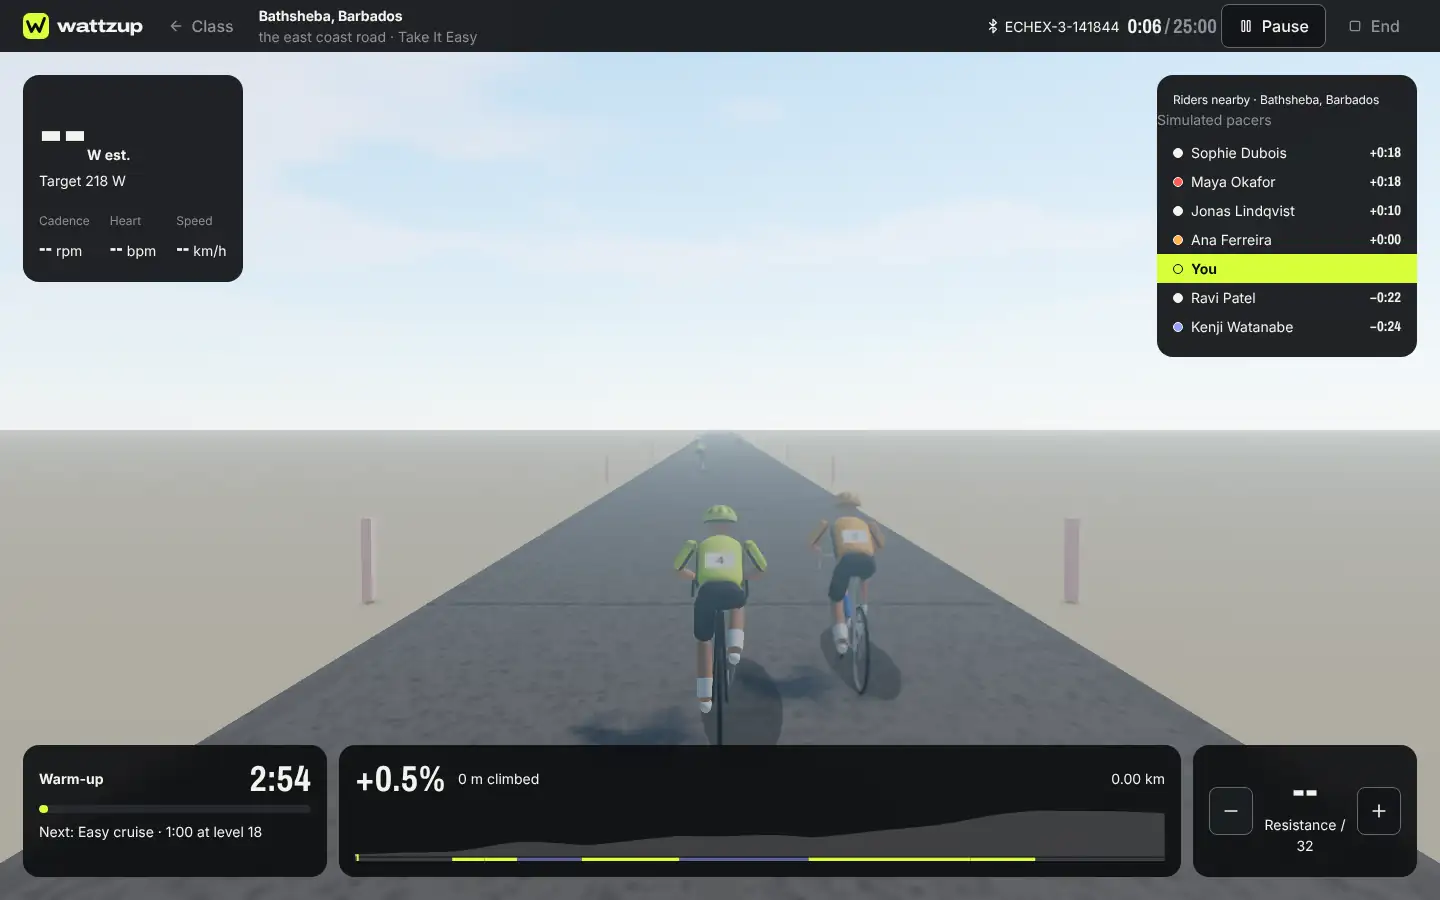 wattzup
Class
Bathsheba, Barbados
the east coast road · Take It Easy
ECHEX-3-141844 0:06 / 25:00
Pause
End
--
W est.
Target 218 W
Cadence Heart Speed
-- rpm -- bpm -- km/h
Riders nearby · Bathsheba, Barbados
Simulated pacers
Sophie Dubois +0:18
Maya Okafor +0:18
Jonas Lindqvist +0:10
Ana Ferreira +0:00
You
Ravi Patel −0:22
Kenji Watanabe −0:24
4
Warm-up 2:54
Next: Easy cruise · 1:00 at level 18
+0.5% 0 m climbed 0.00 km
−
--
Resistance /
32
+